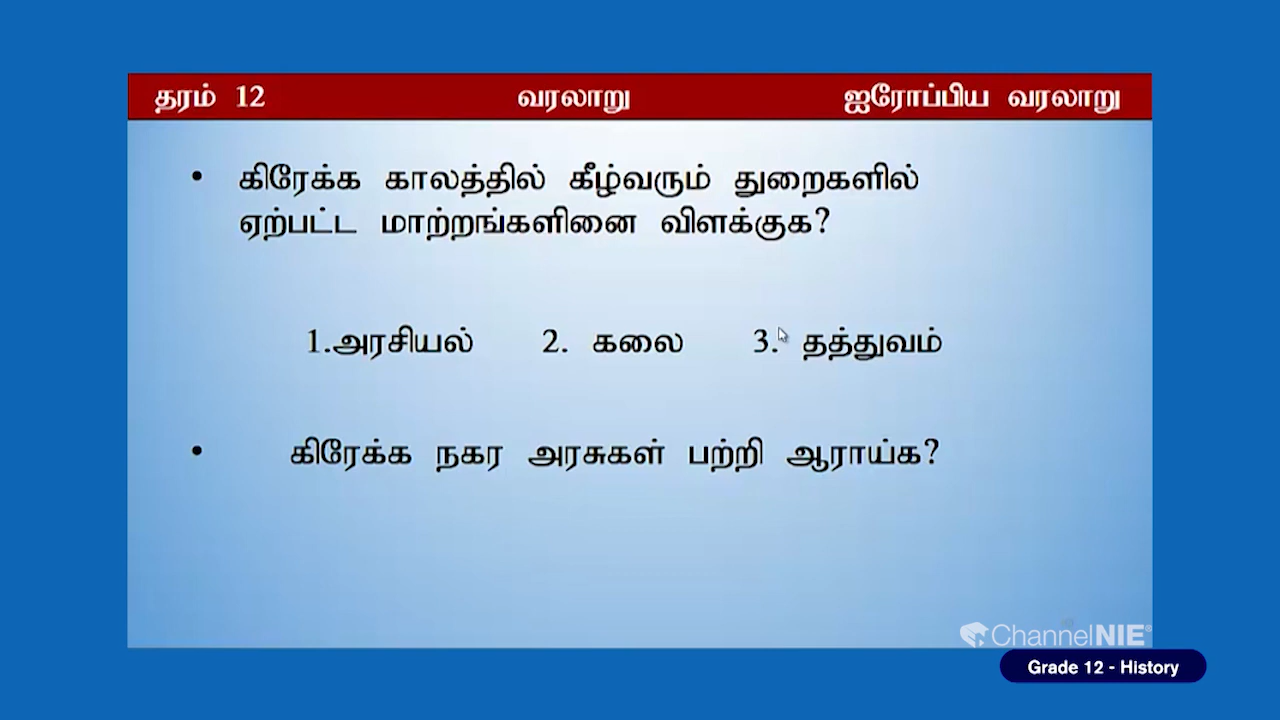 தரம் 12 வரலாறு ஐரோப்பிய வரலாறு
• கிரேக்க காலத்தில் கீழ்வரும் துறைகளில்
ஏற்பட்ட மாற்றங்களினை விளக்குக?
1.அரசியல் 2. கலை 3. தத்துவம்
• கிரேக்க நகர அரசுகள் பற்றி ஆராய்க?
ChannelNIE®
Grade 12 - History